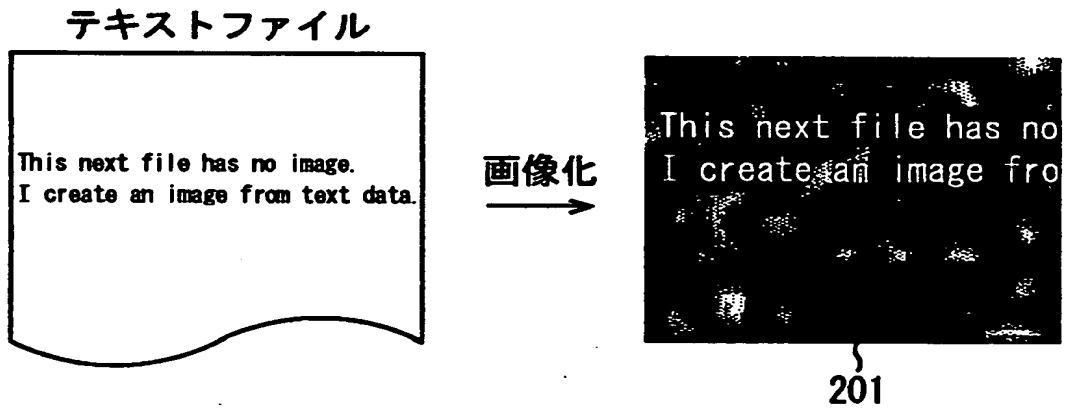 テキストファイル
This next file has no image.
I create an image from text data.
画像化
This next file has no
I create an image fro
201